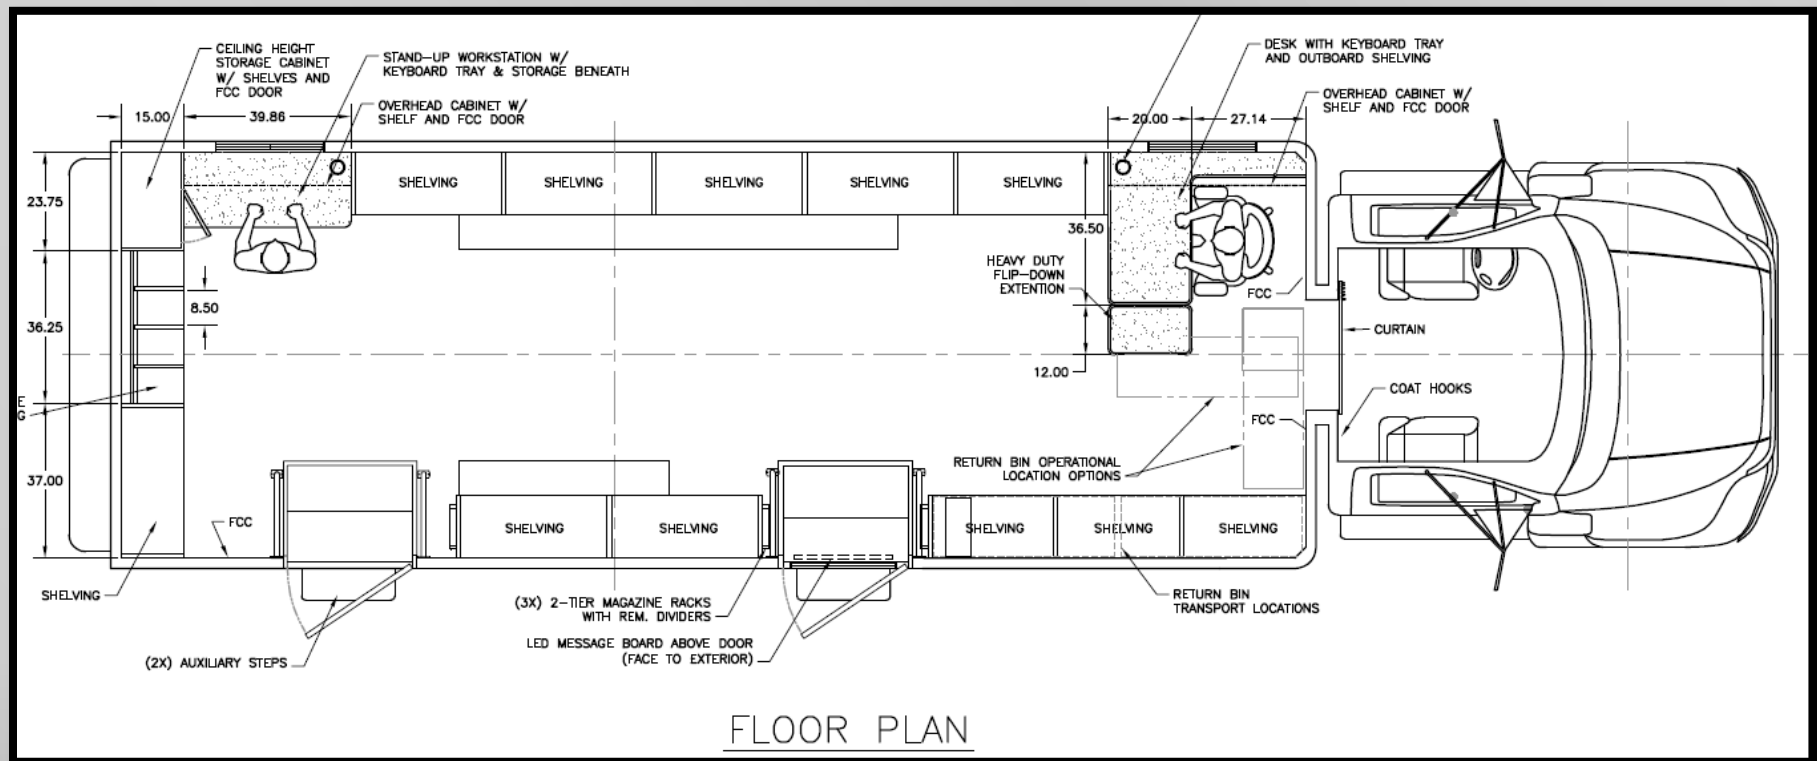 CEILING HEIGHT
STORAGE CABINET
W/ SHELVES AND
FCC DOOR
STAND-UP WORKSTATION W/
KEYBOARD TRAY & STORAGE BENEATH
OVERHEAD CABINET W/
SHELF AND FCC DOOR
DESK WITH KEYBOARD TRAY
AND OUTBOARD SHELVING
OVERHEAD CABINET W/
SHELF AND FCC DOOR
15.00
39.86
20.00
27.14
SHELVING
SHELVING
SHELVING
SHELVING
SHELVING
23.75
36.50
HEAVY DUTY
FLIP-DOWN
EXTENTION
FCC
8.50
36.25
CURTAIN
12.00
COAT HOOKS
E
G
FCC
RETURN BIN OPERATIONAL
LOCATION OPTIONS
37.00
FCC
SHELVING
SHELVING
SHELVING
SHELVING
SHELVING
SHELVING
(3X) 2-TIER MAGAZINE RACKS
WITH REM. DIVIDERS
RETURN BIN
TRANSPORT LOCATIONS
LED MESSAGE BOARD ABOVE DOOR
(FACE TO EXTERIOR)
(2X) AUXILIARY STEPS
FLOOR PLAN